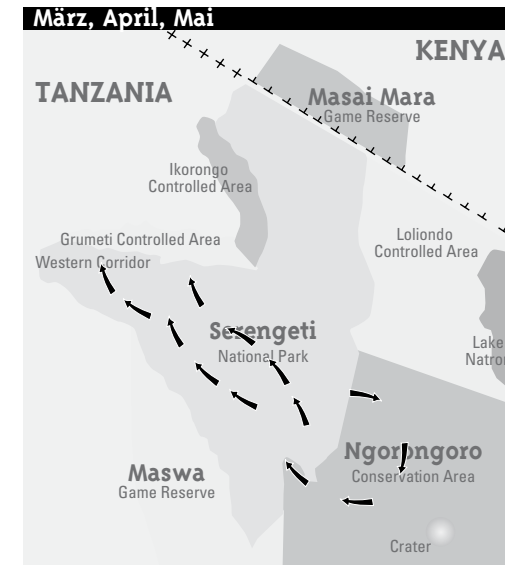 März, April, Mai
KENYA
TANZANIA
Masai Mara
Game Reserve
Ikorongo
Controlled Area
Grumeti Controlled Area
Western Corridor
Loliondo
Controlled Area
Serengeti
National Park
Lake
Natron
Ngorongoro
Conservation Area
Maswa
Game Reserve
Crater